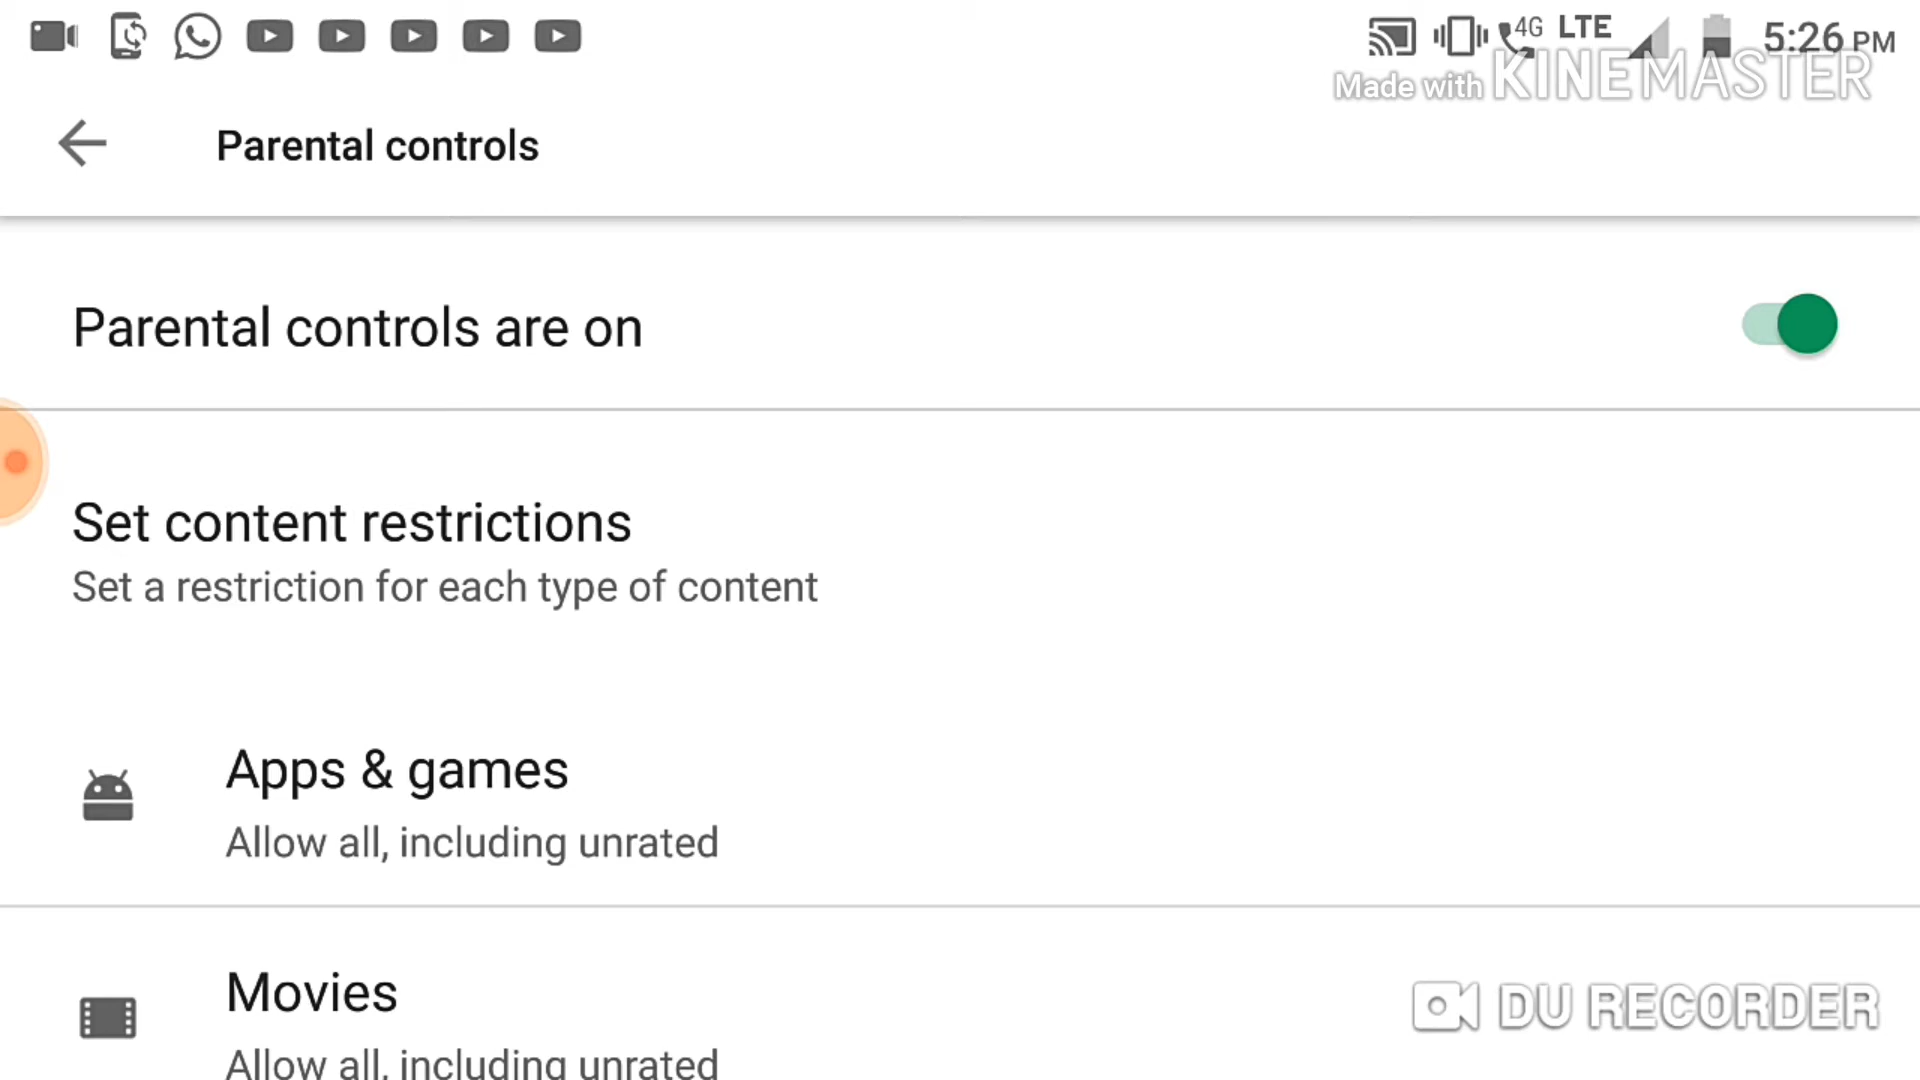 4G LTE 5:26 PM
Made with KINEMASTER
Parental controls
Parental controls are on
Set content restrictions
Set a restriction for each type of content
Apps & games
Allow all, including unrated
Movies
Allow all, including unrated
DU RECORDER